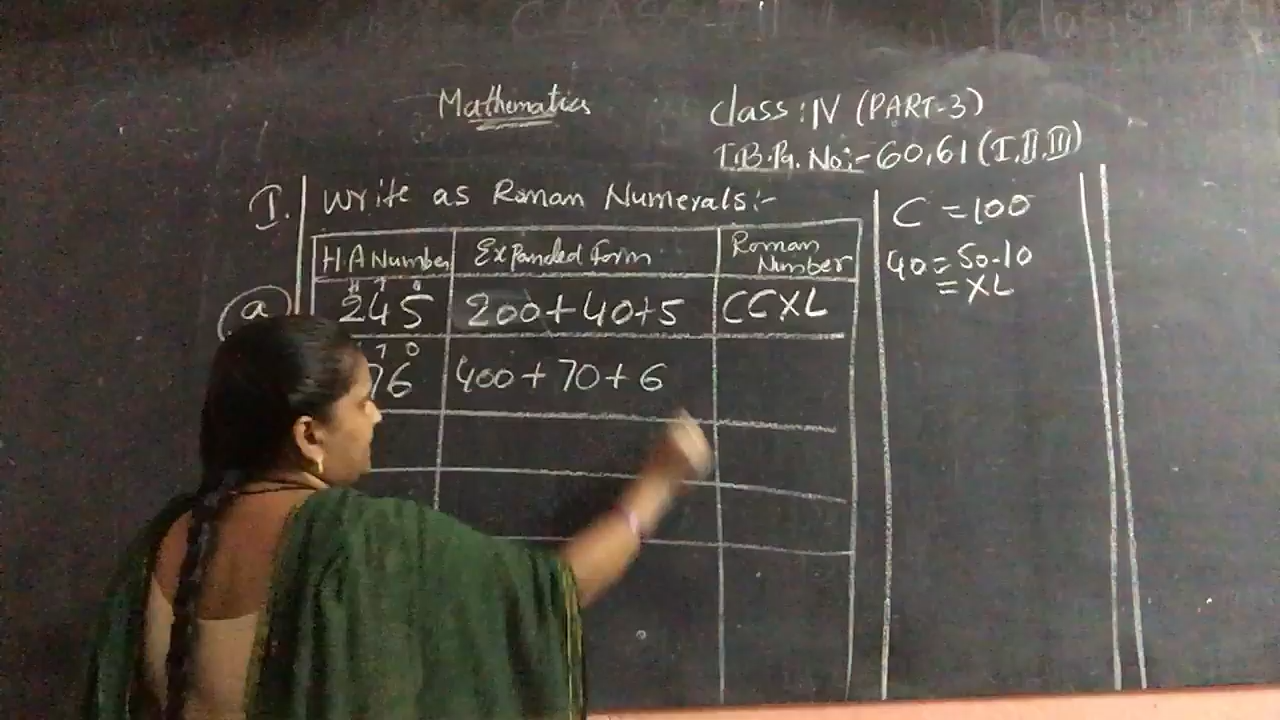 Mathematics
Class : IV (PART-3)
T.B.Pg. No:- 60,61 (I, II, III)
I. Write as Roman Numerals:-
H.A Number Expanded Form Roman Number
H T O
a 245 200+40+5 CCXL
T O
76 400+70+6
C = 100
40 = 50-10
= XL